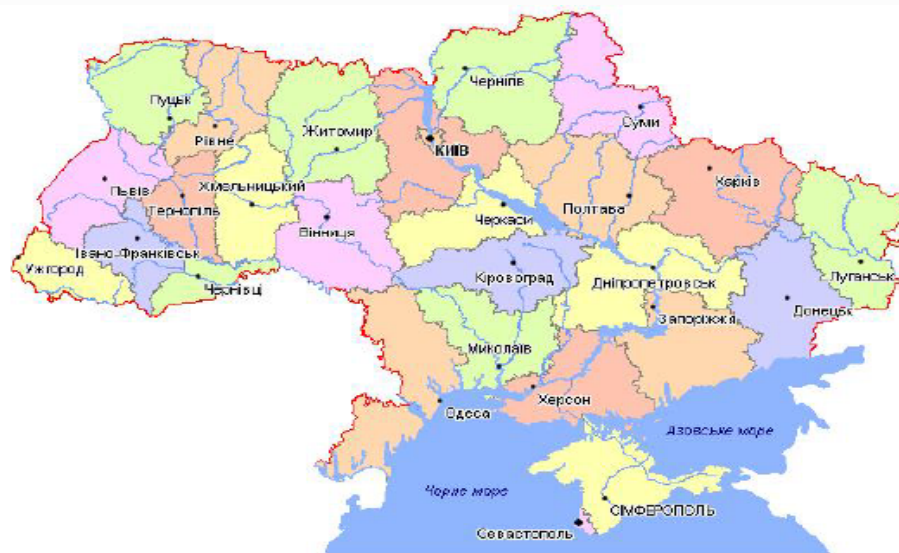 Чернігів
Луцьк
Суми
Рівне
Житомир
КИЇВ
Львів
Харків
Хмельницький
Тернопіль
Полтава
Черкаси
Вінниця
Івано-Франківськ
Ужгород
Кіровоград
Луганськ
Чернівці
Дніпропетровськ
Донецьк
Запоріжжя
Миколаїв
Херсон
Одеса
Азовське море
Чорне море
СІМФЕРОПОЛЬ
Севастополь